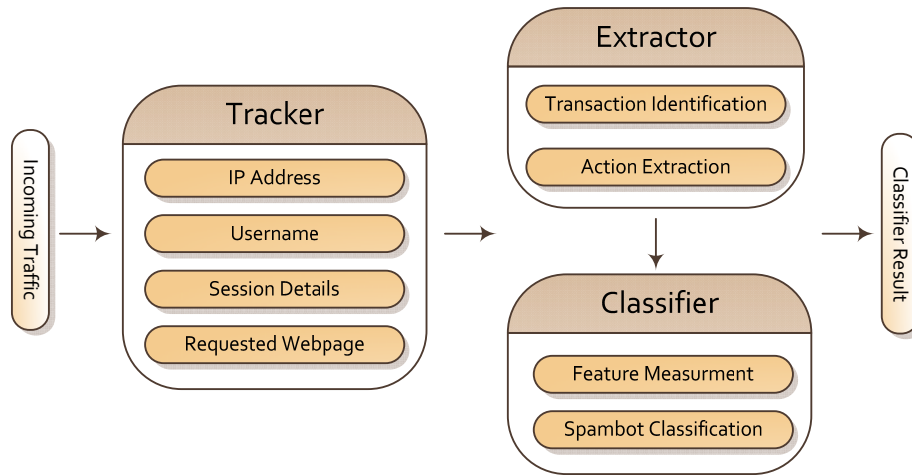 Incoming Traffic
Tracker
IP Address
Username
Session Details
Requested Webpage
Extractor
Transaction Identification
Action Extraction
Classifier
Feature Measurment
Spambot Classification
Classifier Result